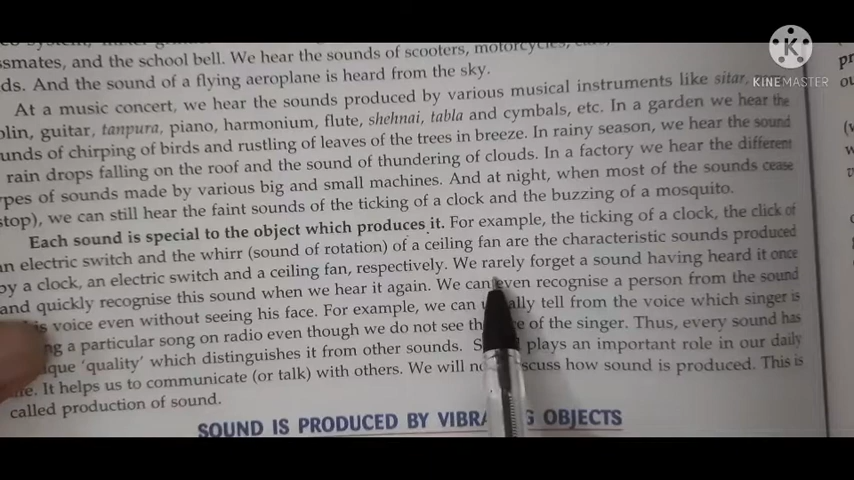 ssmates, and the school bell. We hear the sounds of scooters, motorcycles,
ds. And the sound of a flying aeroplane is heard from the sky.
At a music concert, we hear the sounds produced by various musical instruments like sitar,
olin, guitar, tanpura, piano, harmonium, flute, shehnai, tabla and cymbals, etc. In a garden we hear the
unds of chirping of birds and rustling of leaves of the trees in breeze. In rainy season, we hear the sound
rain drops falling on the roof and the sound of thundering of clouds. In a factory we hear the different
ypes of sounds made by various big and small machines. And at night, when most of the sounds cease
stop), we can still hear the faint sounds of the ticking of a clock and the buzzing of a mosquito.
Each sound is special to the object which produces it. For example, the ticking of a clock, the click of
an electric switch and the whirr (sound of rotation) of a ceiling fan are the characteristic sounds produced
by a clock, an electric switch and a ceiling fan, respectively. We rarely forget a sound having heard it once
and quickly recognise this sound when we hear it again. We can even recognise a person from the sound
is voice even without seeing his face. For example, we can ally tell from the voice which singer is
ng a particular song on radio even though we do not see th e of the singer. Thus, every sound has
ique 'quality' which distinguishes it from other sounds. S plays an important role in our daily
e. It helps us to communicate (or talk) with others. We will no scuss how sound is produced. This is
called production of sound.
SOUND IS PRODUCED BY VIBRA G OBJECTS
K
KINEMASTER